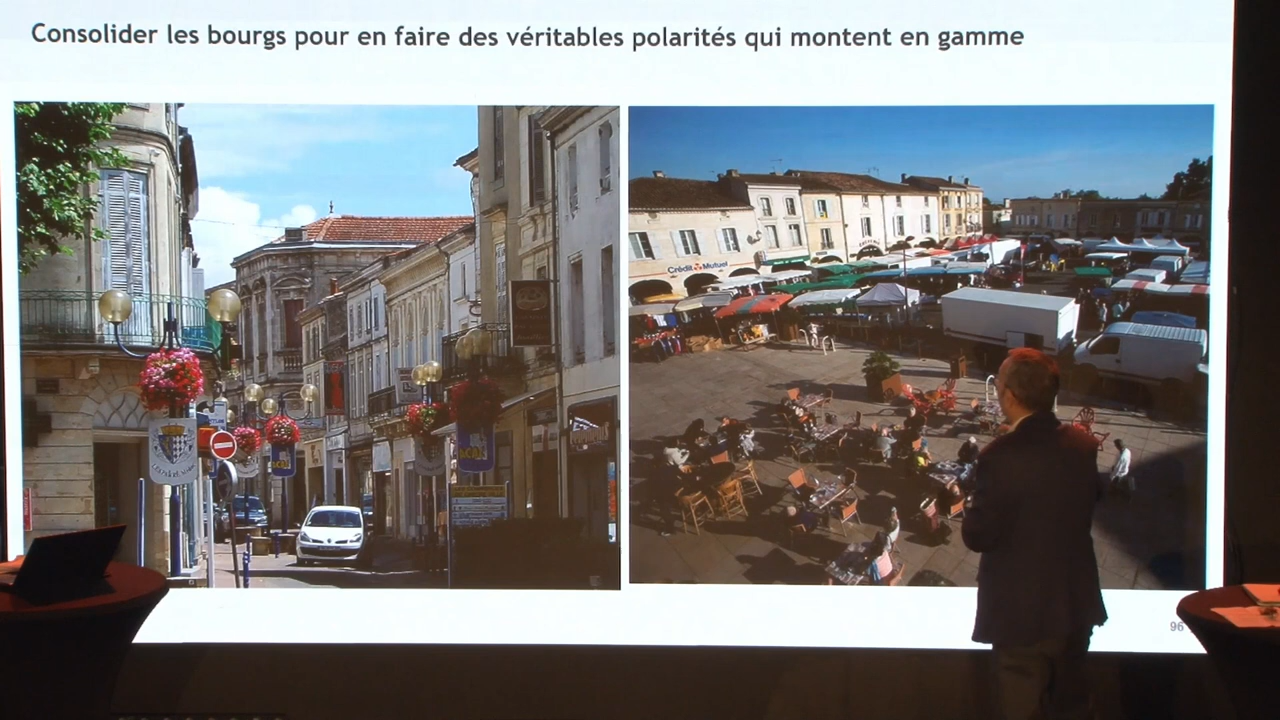 Consolider les bourgs pour en faire des véritables polarités qui montent en gamme
Crédit Mutuel
96